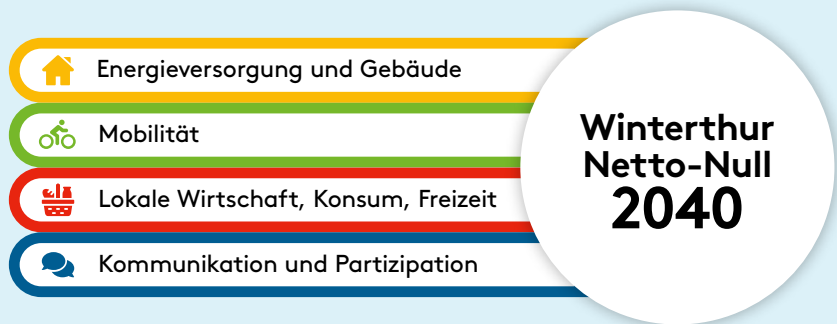 Energieversorgung und Gebäude
Mobilität
Lokale Wirtschaft, Konsum, Freizeit
Kommunikation und Partizipation
Winterthur
Netto-Null
2040